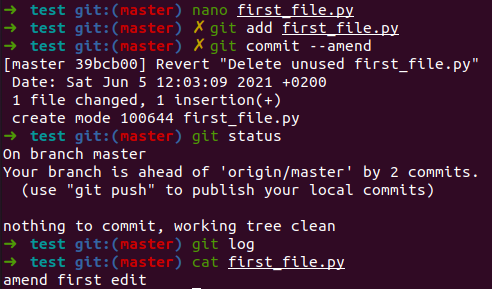 ➜ test git:(master) nano first_file.py
➜ test git:(master) ✗ git add first_file.py
➜ test git:(master) ✗ git commit --amend
[master 39bcb00] Revert "Delete unused first_file.py"
 Date: Sat Jun 5 12:03:09 2021 +0200
 1 file changed, 1 insertion(+)
 create mode 100644 first_file.py
➜ test git:(master) git status
On branch master
Your branch is ahead of 'origin/master' by 2 commits.
  (use "git push" to publish your local commits)

nothing to commit, working tree clean
➜ test git:(master) git log
➜ test git:(master) cat first_file.py
amend first edit